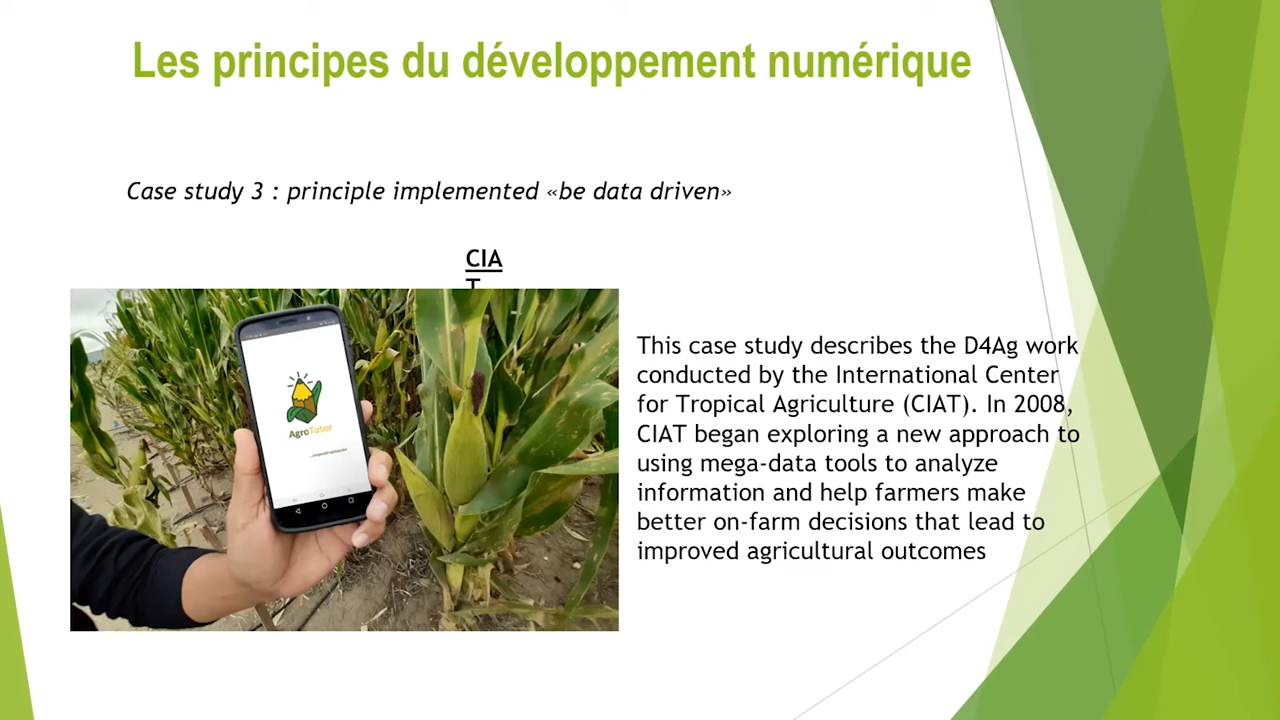 Les principes du développement numérique
Case study 3 : principle implemented «be data driven»
CIA
T
AgroTutor
This case study describes the D4Ag work
conducted by the International Center
for Tropical Agriculture (CIAT). In 2008,
CIAT began exploring a new approach to
using mega-data tools to analyze
information and help farmers make
better on-farm decisions that lead to
improved agricultural outcomes